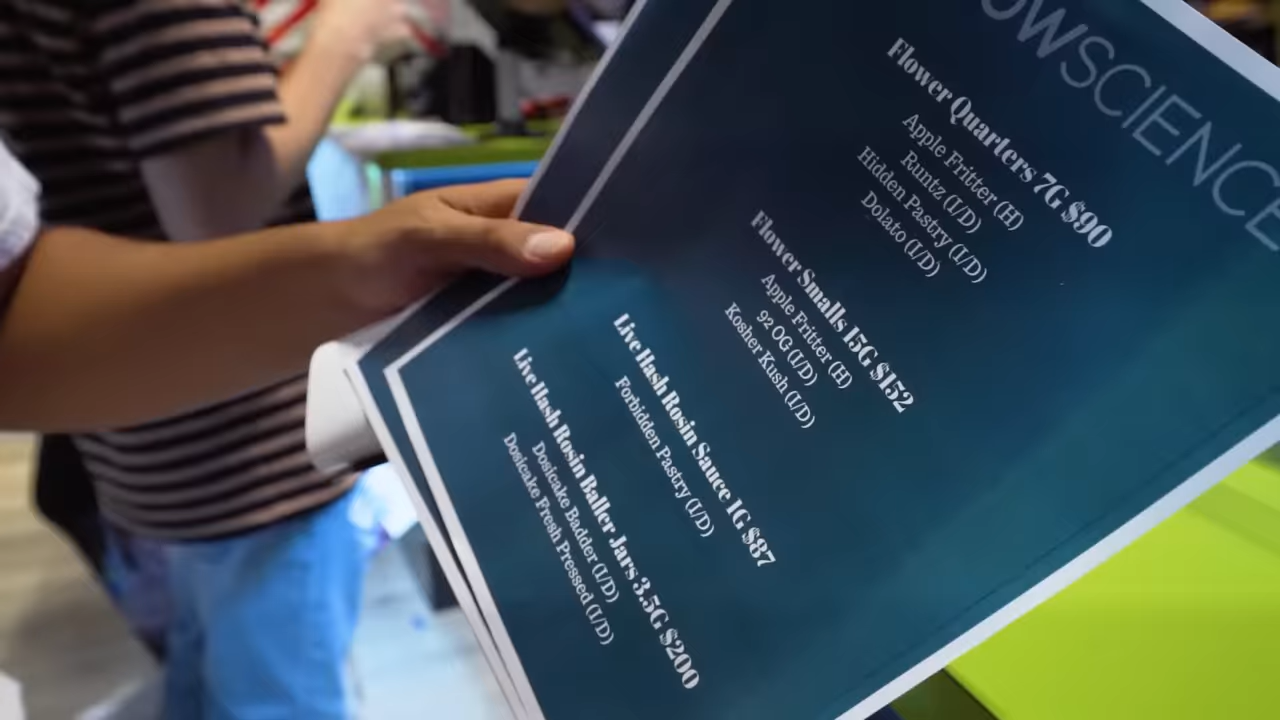 OWSCIENCE
Flower Quarters 7G $90
Apple Fritter (H)
Runtz (I/D)
Hidden Pastry (I/D)
Dolato (I/D)
Flower Smalls 15G $152
Apple Fritter (H)
92 OG (I/D)
Kosher Kush (I/D)
Live Hash Rosin Sauce 1G $87
Forbidden Pastry (I/D)
Live Hash Rosin Baller Jars 3.5G $200
Dosicake Badder (I/D)
Dosicake Fresh Pressed (I/D)